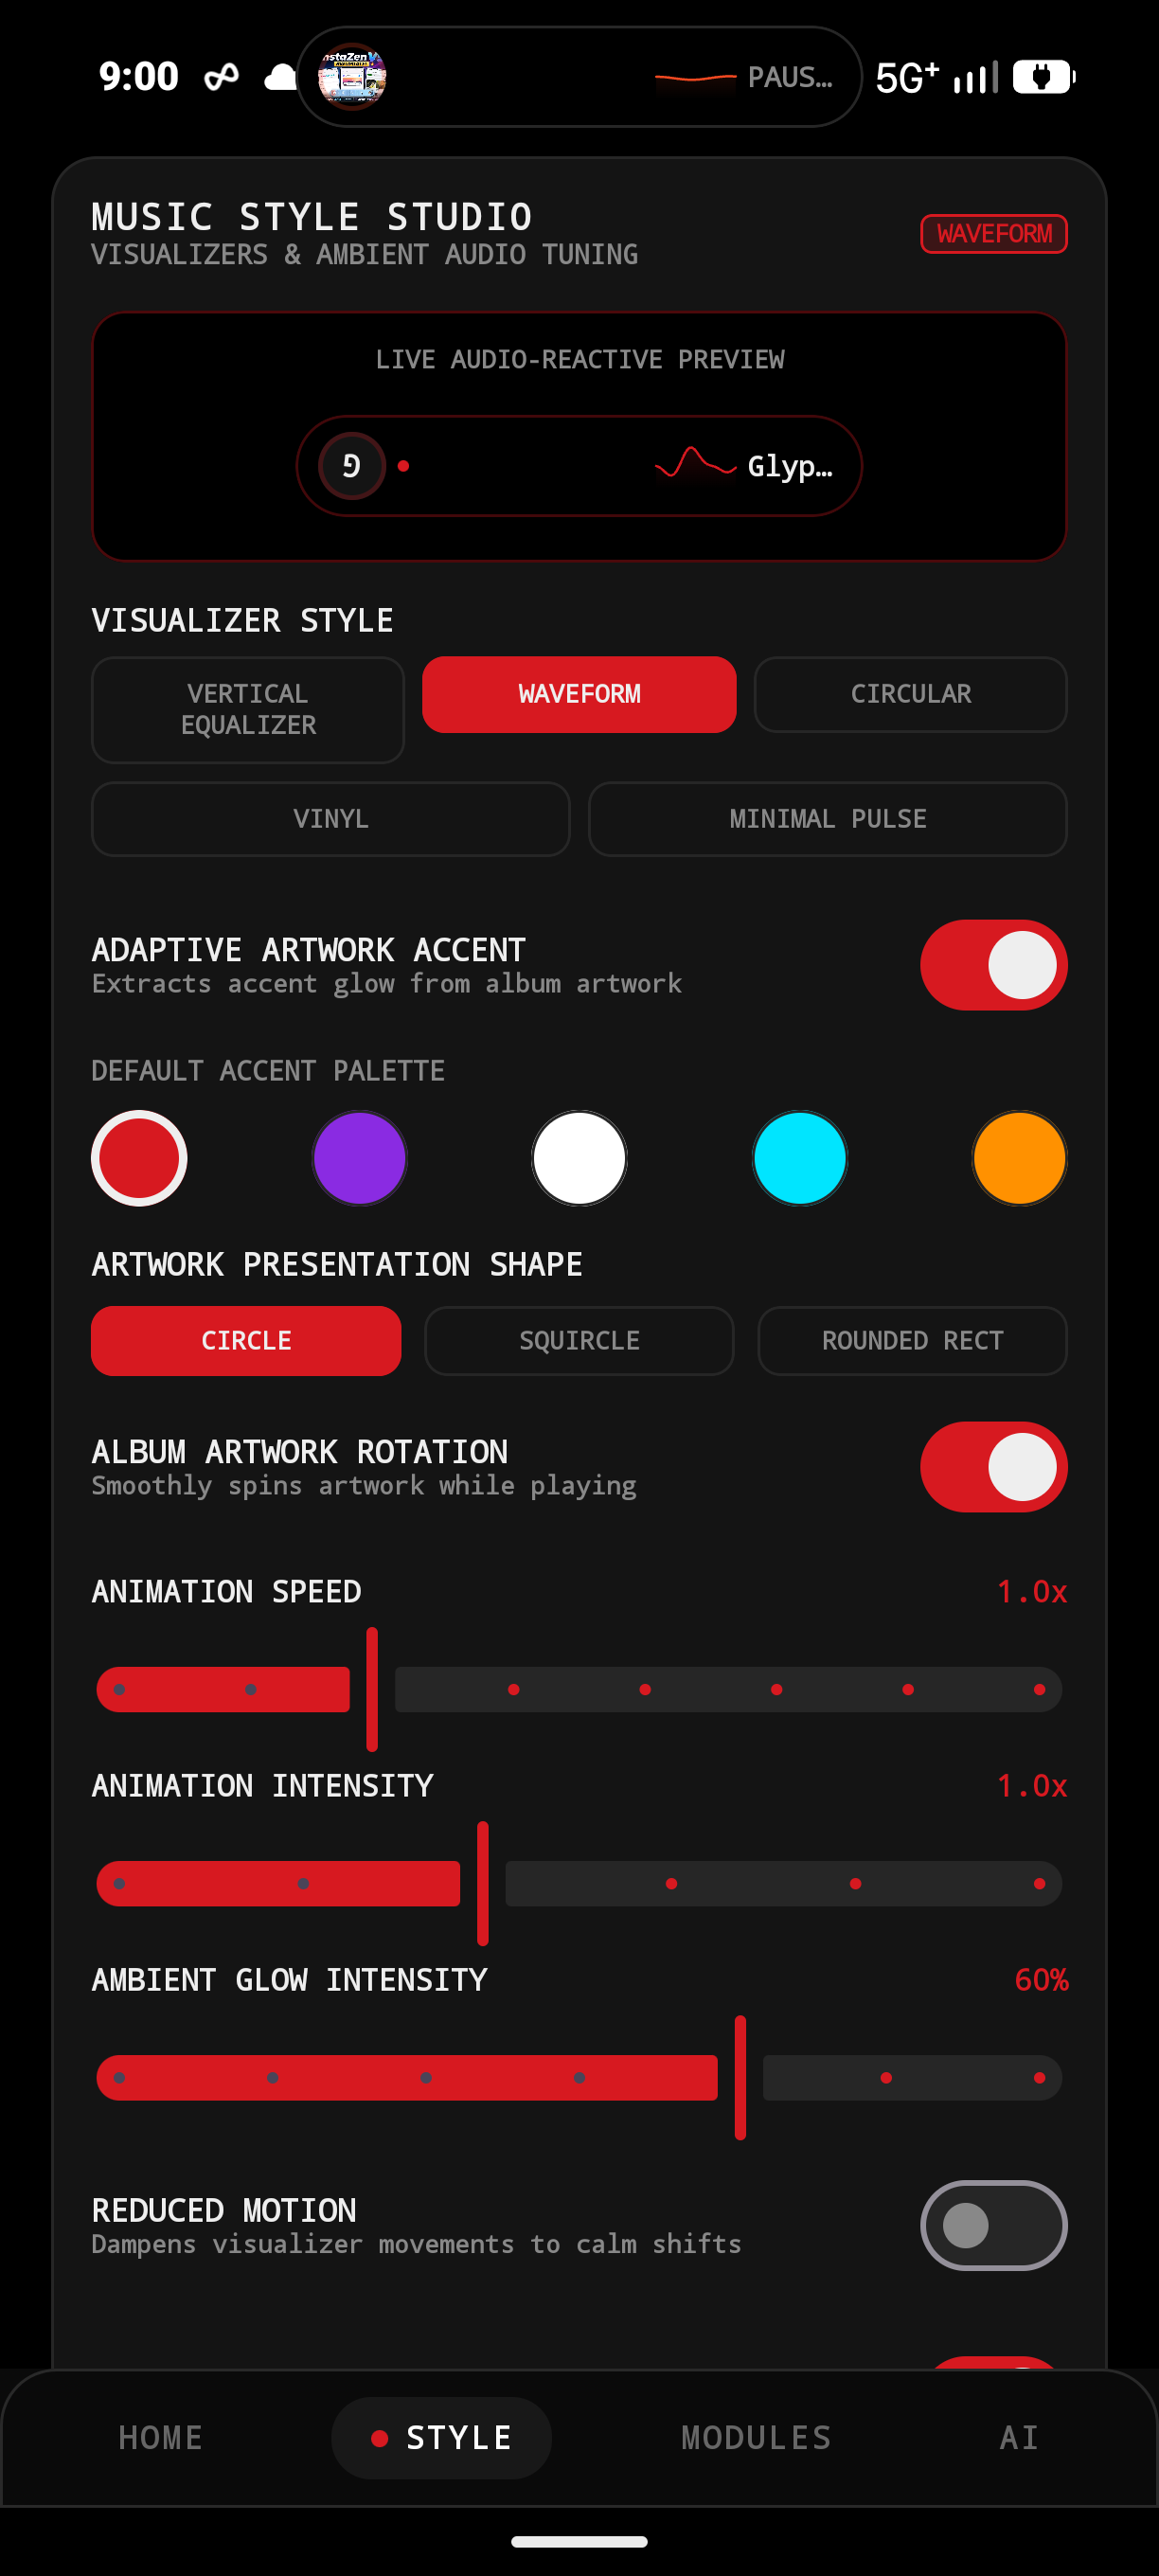 9:00
PAUS...
5G+
MUSIC STYLE STUDIO
VISUALIZERS & AMBIENT AUDIO TUNING
WAVEFORM
LIVE AUDIO-REACTIVE PREVIEW
G
Glyp...
VISUALIZER STYLE
VERTICAL
EQUALIZER
WAVEFORM
CIRCULAR
VINYL
MINIMAL PULSE
ADAPTIVE ARTWORK ACCENT
Extracts accent glow from album artwork
DEFAULT ACCENT PALETTE
ARTWORK PRESENTATION SHAPE
CIRCLE
SQUIRCLE
ROUNDED RECT
ALBUM ARTWORK ROTATION
Smoothly spins artwork while playing
ANIMATION SPEED
1.0x
ANIMATION INTENSITY
1.0x
AMBIENT GLOW INTENSITY
60%
REDUCED MOTION
Dampens visualizer movements to calm shifts
HOME
STYLE
MODULES
AI